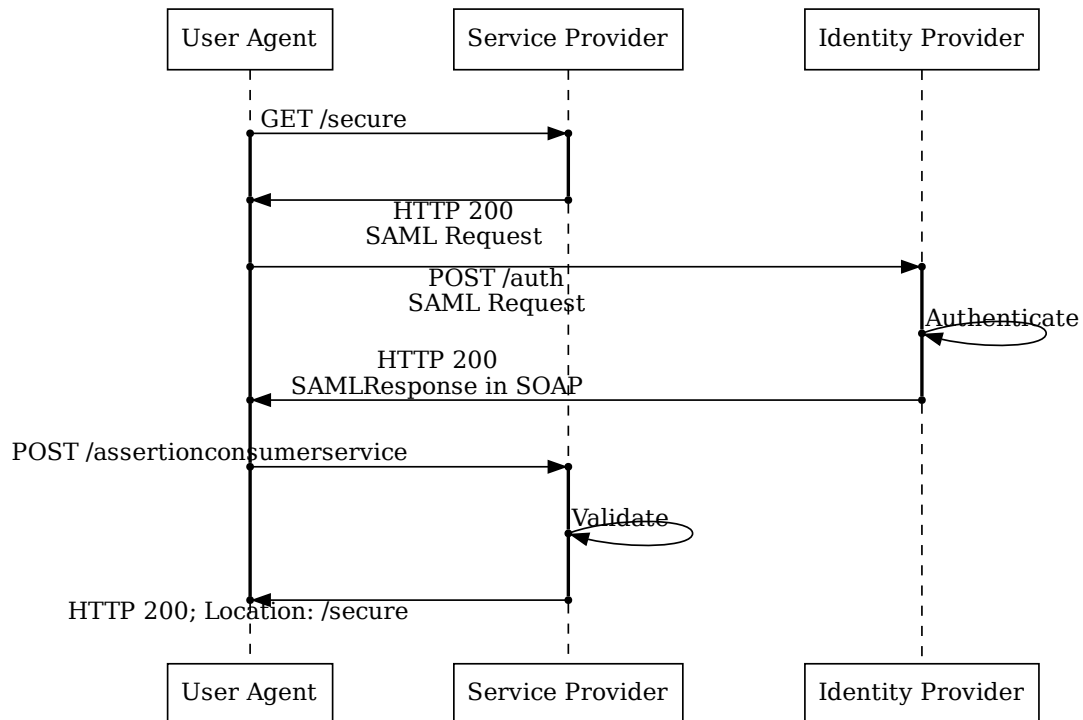 User Agent
Service Provider
Identity Provider
GET /secure
HTTP 200
SAML Request
POST /auth
SAML Request
Authenticate
HTTP 200
SAMLResponse in SOAP
POST /assertionconsumerservice
Validate
HTTP 200; Location: /secure
User Agent
Service Provider
Identity Provider